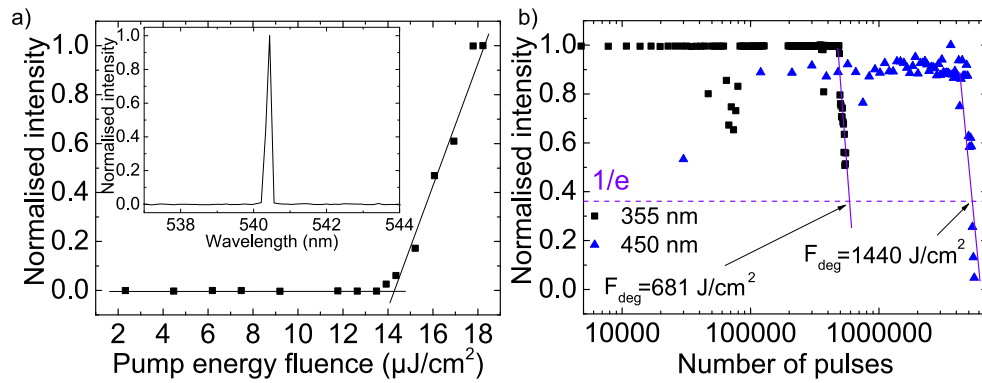 a)
Normalised intensity
1.0
0.8
0.6
0.4
0.2
0.0
2 4 6 8 10 12 14 16 18
Pump energy fluence (µJ/cm²)
Normalised intensity
1.0
0.8
0.6
0.4
0.2
0.0
538 540 542 544
Wavelength (nm)
b)
Normalised intensity
1.0
0.8
0.6
0.4
0.2
0.0
1/e
355 nm
450 nm
F_deg=681 J/cm²
F_deg=1440 J/cm²
10000 100000 1000000
Number of pulses